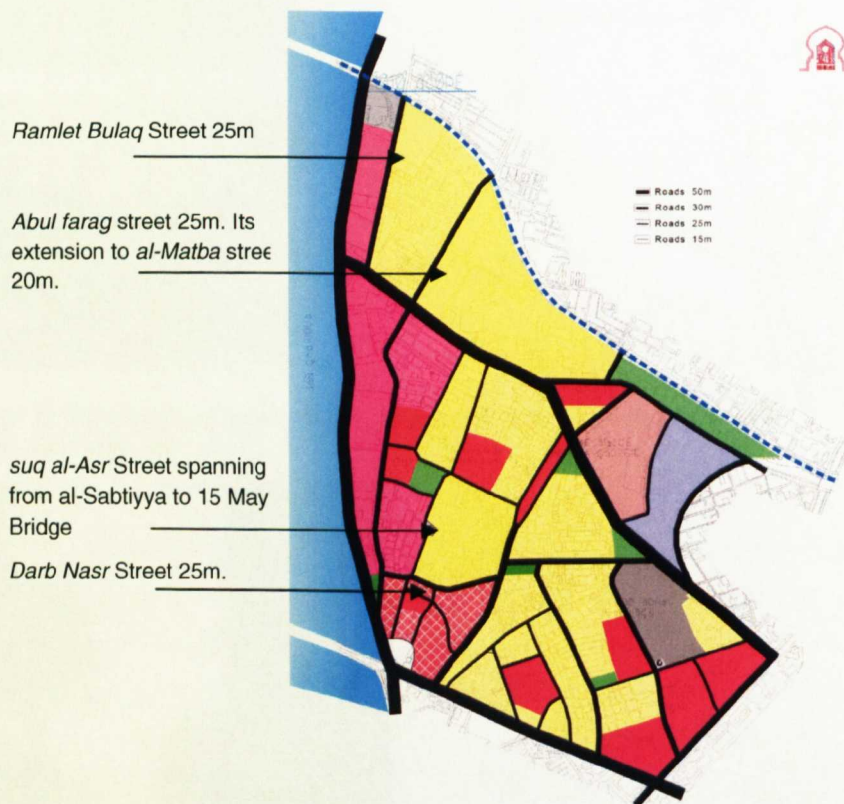 Ramlet Bulaq Street 25m
Abul farag street 25m. Its
extension to al-Matba stree
20m.
suq al-Asr Street spanning
from al-Sabtiyya to 15 May
Bridge
Darb Nasr Street 25m.
Roads 50m
Roads 30m
Roads 25m
Roads 15m